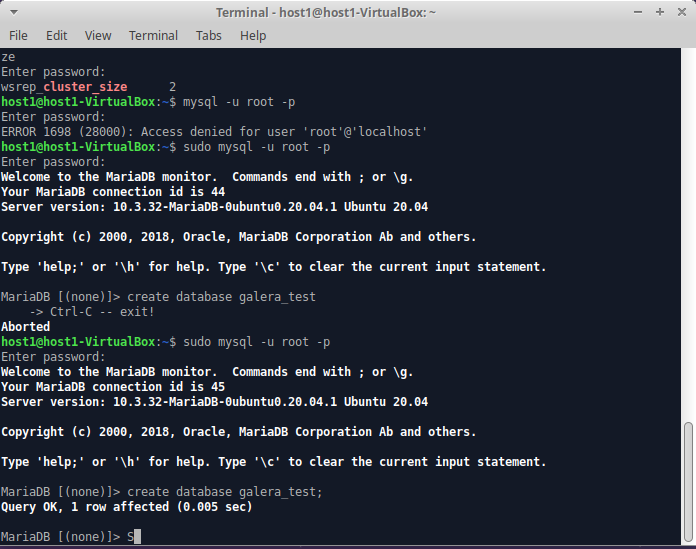 Terminal - host1@host1-VirtualBox: ~
File Edit View Terminal Tabs Help
ze
Enter password:
wsrep_cluster_size      2
host1@host1-VirtualBox:~$ mysql -u root -p
Enter password:
ERROR 1698 (28000): Access denied for user 'root'@'localhost'
host1@host1-VirtualBox:~$ sudo mysql -u root -p
Enter password:
Welcome to the MariaDB monitor.  Commands end with ; or \g.
Your MariaDB connection id is 44
Server version: 10.3.32-MariaDB-0ubuntu0.20.04.1 Ubuntu 20.04
Copyright (c) 2000, 2018, Oracle, MariaDB Corporation Ab and others.
Type 'help;' or '\h' for help. Type '\c' to clear the current input statement.
MariaDB [(none)]> create database galera_test
    -> Ctrl-C -- exit!
Aborted
host1@host1-VirtualBox:~$ sudo mysql -u root -p
Enter password:
Welcome to the MariaDB monitor.  Commands end with ; or \g.
Your MariaDB connection id is 45
Server version: 10.3.32-MariaDB-0ubuntu0.20.04.1 Ubuntu 20.04
Copyright (c) 2000, 2018, Oracle, MariaDB Corporation Ab and others.
Type 'help;' or '\h' for help. Type '\c' to clear the current input statement.
MariaDB [(none)]> create database galera_test;
Query OK, 1 row affected (0.005 sec)
MariaDB [(none)]> S